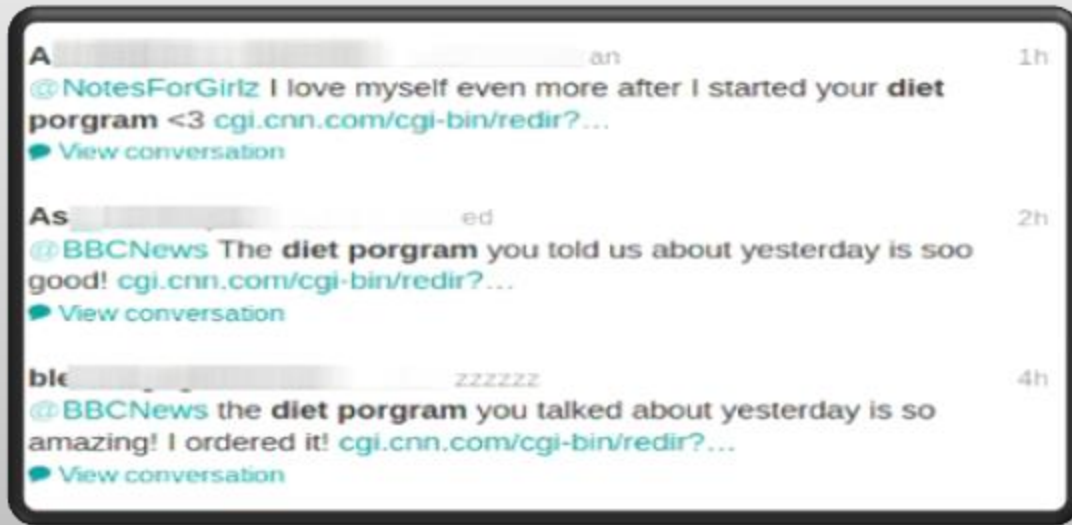 A an 1h
@NotesForGirlz I love myself even more after I started your diet
porgram <3 cgi.cnn.com/cgi-bin/redir?...
View conversation
As ed 2h
@BBCNews The diet porgram you told us about yesterday is soo
good! cgi.cnn.com/cgi-bin/redir?...
View conversation
ble zzzzzz 4h
@BBCNews the diet porgram you talked about yesterday is so
amazing! I ordered it! cgi.cnn.com/cgi-bin/redir?...
View conversation